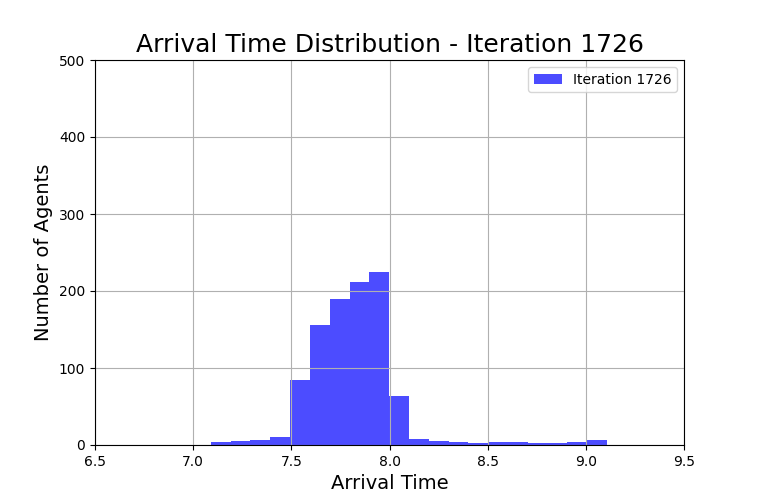 Arrival Time Distribution - Iteration 1726
500
400
300
200
100
0
Number of Agents
Iteration 1726
6.5 7.0 7.5 8.0 8.5 9.0 9.5
Arrival Time